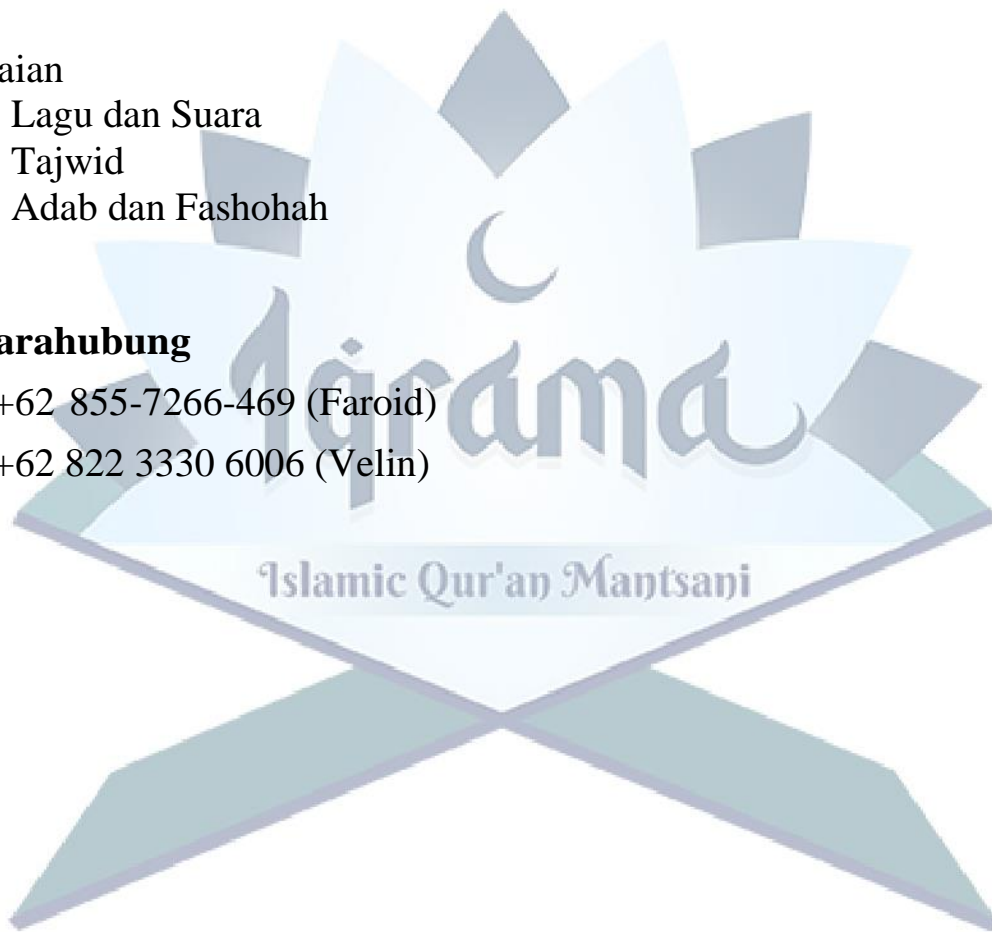 aian
Lagu dan Suara
Tajwid
Adab dan Fashohah
arahubung
+62 855-7266-469 (Faroid)
+62 822 3330 6006 (Velin)
Iqrama
Islamic Qur'an Mantsani